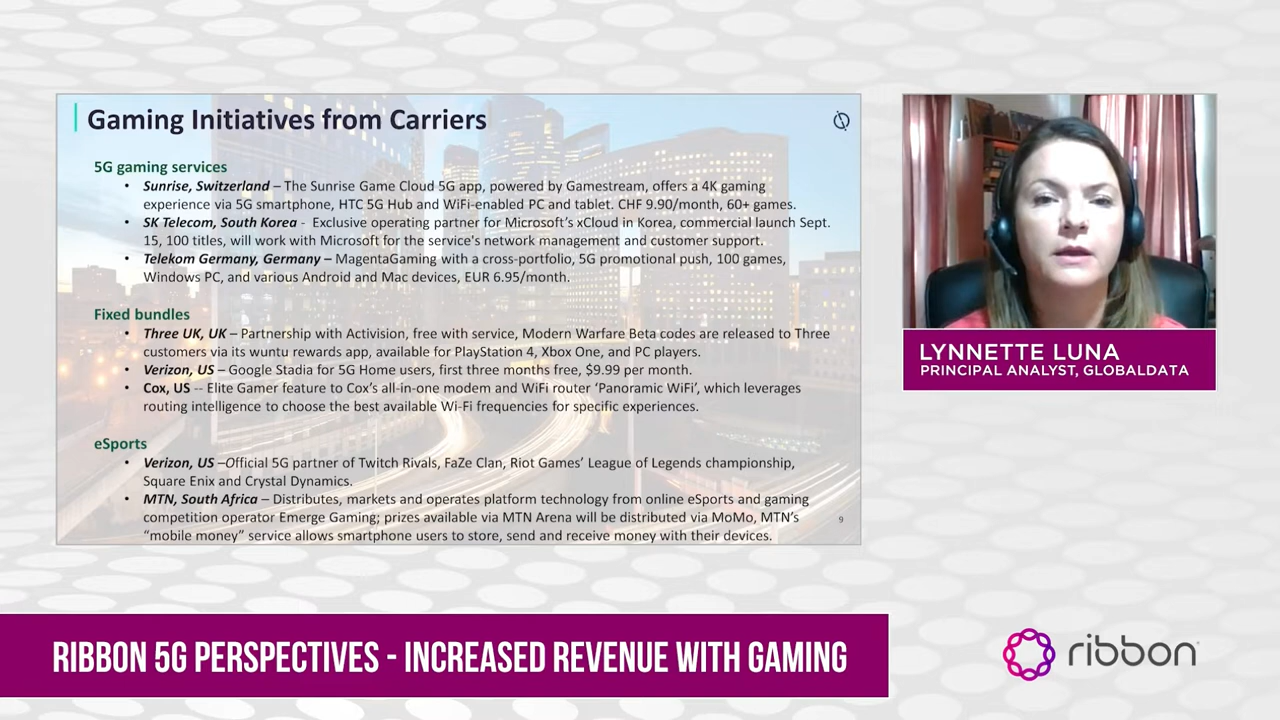 Gaming Initiatives from Carriers
5G gaming services
• Sunrise, Switzerland – The Sunrise Game Cloud 5G app, powered by Gamestream, offers a 4K gaming
experience via 5G smartphone, HTC 5G Hub and WiFi-enabled PC and tablet. CHF 9.90/month, 60+ games.
• SK Telecom, South Korea - Exclusive operating partner for Microsoft’s xCloud in Korea, commercial launch Sept.
15, 100 titles, will work with Microsoft for the service's network management and customer support.
• Telekom Germany, Germany – MagentaGaming with a cross-portfolio, 5G promotional push, 100 games,
Windows PC, and various Android and Mac devices, EUR 6.95/month.
Fixed bundles
• Three UK, UK – Partnership with Activision, free with service, Modern Warfare Beta codes are released to Three
customers via its wuntu rewards app, available for PlayStation 4, Xbox One, and PC players.
• Verizon, US – Google Stadia for 5G Home users, first three months free, $9.99 per month.
• Cox, US -- Elite Gamer feature to Cox’s all-in-one modem and WiFi router ‘Panoramic WiFi’, which leverages
routing intelligence to choose the best available Wi-Fi frequencies for specific experiences.
eSports
• Verizon, US –Official 5G partner of Twitch Rivals, FaZe Clan, Riot Games’ League of Legends championship,
Square Enix and Crystal Dynamics.
• MTN, South Africa – Distributes, markets and operates platform technology from online eSports and gaming
competition operator Emerge Gaming; prizes available via MTN Arena will be distributed via MoMo, MTN’s
“mobile money” service allows smartphone users to store, send and receive money with their devices.
9
LYNNETTE LUNA
PRINCIPAL ANALYST, GLOBALDATA
RIBBON 5G PERSPECTIVES - INCREASED REVENUE WITH GAMING
ribbon